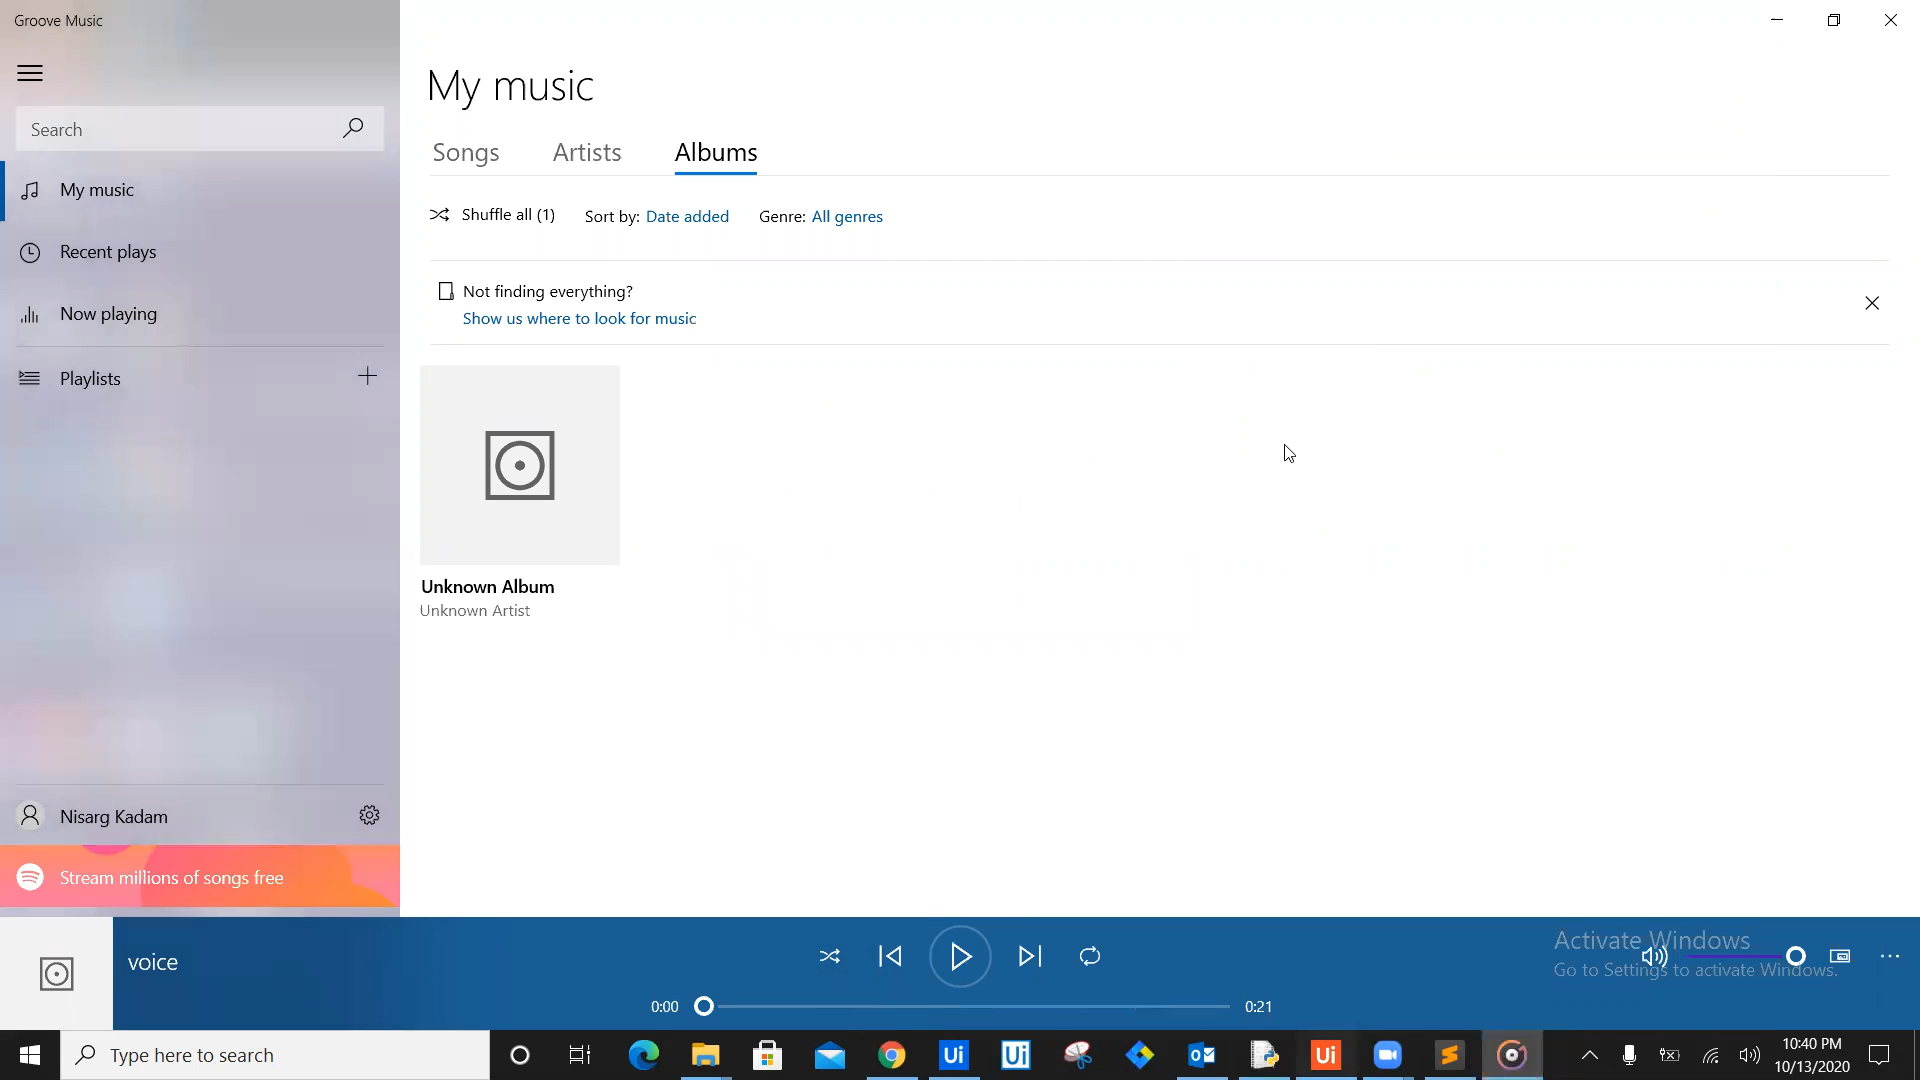 Groove Music
Search
My music
Recent plays
Now playing
Playlists
Nisarg Kadam
Stream millions of songs free
My music
Songs Artists Albums
Shuffle all (1) Sort by: Date added Genre: All genres
Not finding everything?
Show us where to look for music
Unknown Album
Unknown Artist
voice
0:00 0:21
Activate Windows
Go to Settings to activate Windows.
Type here to search
Ui
Ui
Ui
10:40 PM
10/13/2020